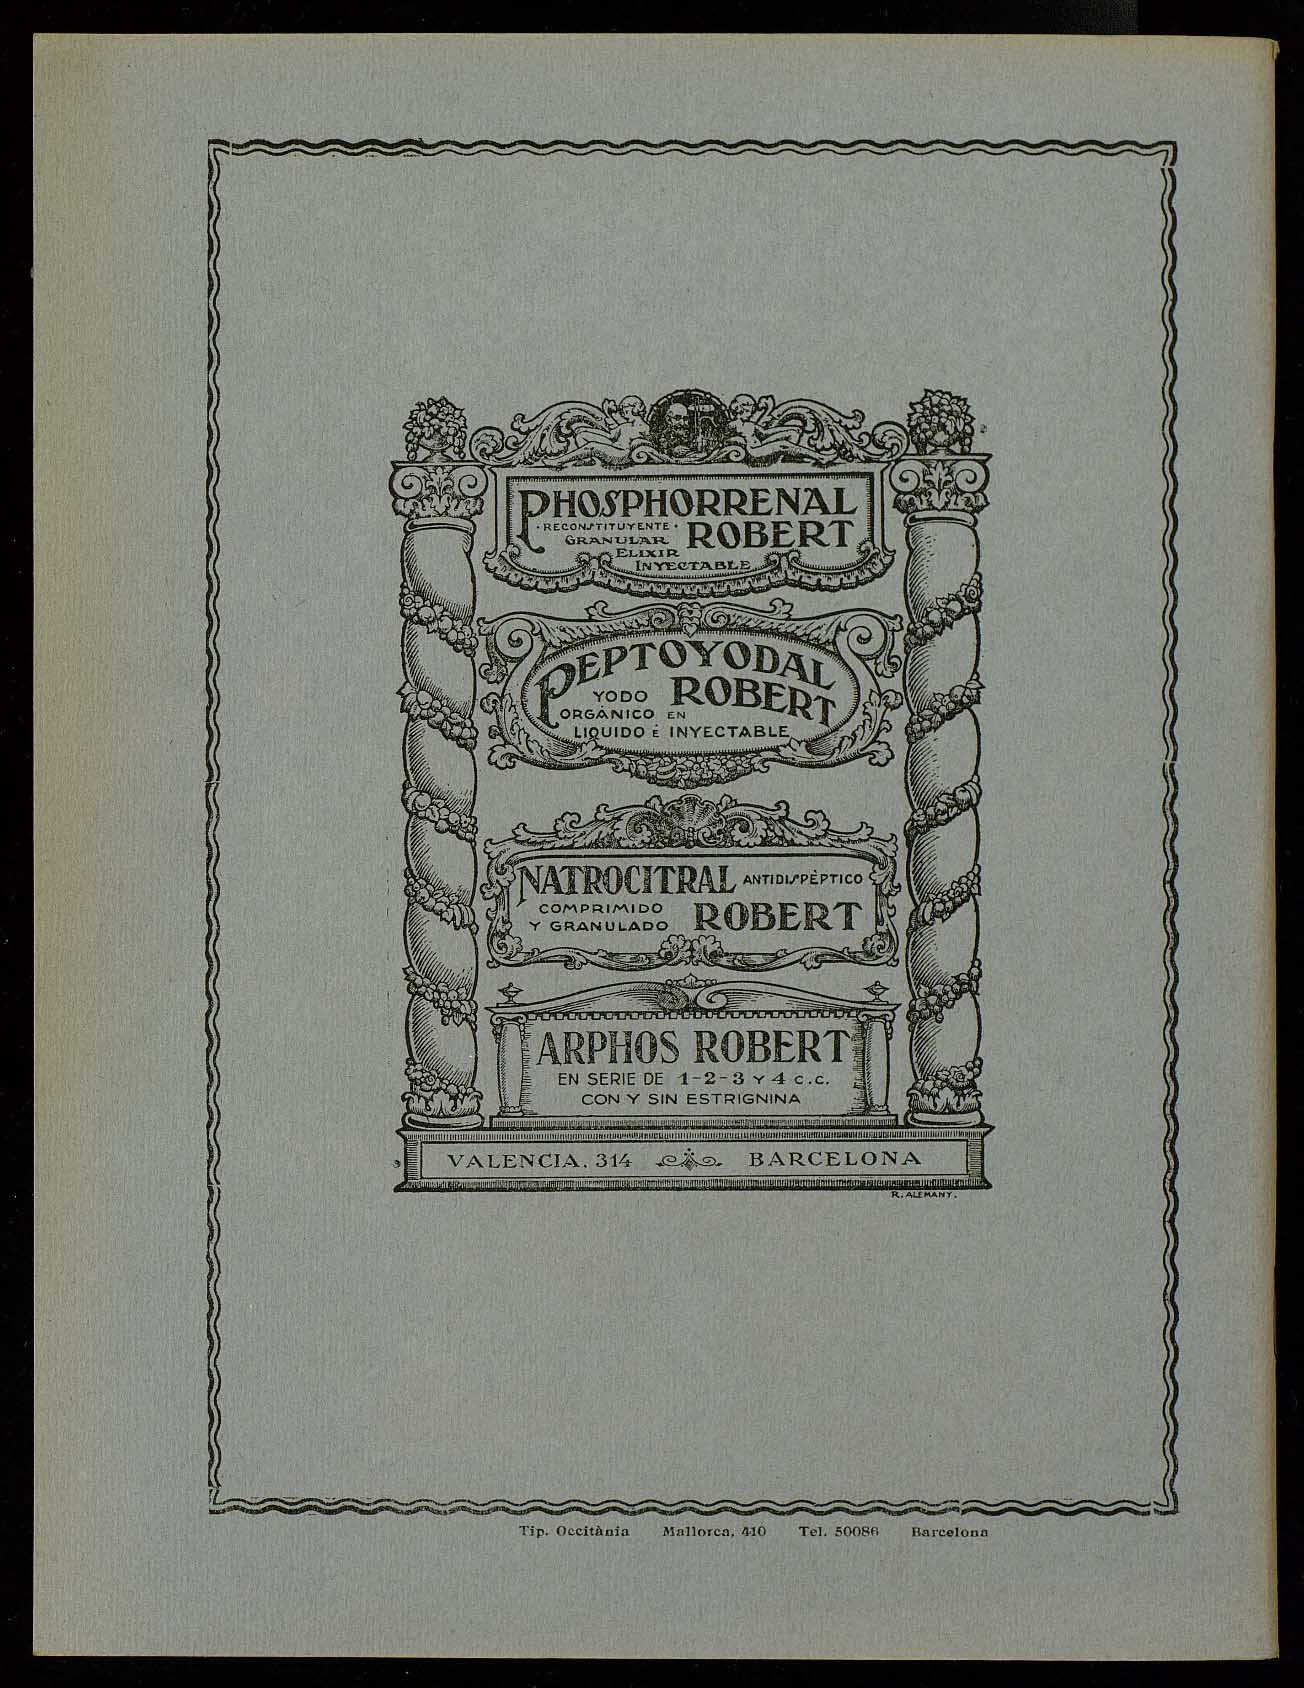 PHOSPHORRENAL
·RECONSTITUYENTE· ROBERT
GRANULAR
ELIXIR
INYECTABLE
PEPTOYODAL
YODO ROBERT
ORGÁNICO EN
LIQUIDO É INYECTABLE
NATROCITRAL ANTIDISPÉPTICO
COMPRIMIDO
Y GRANULADO ROBERT
ARPHOS ROBERT
EN SERIE DE 1-2-3 Y 4 C.C.
CON Y SIN ESTRIGNINA
VALENCIA, 314 BARCELONA
R. ALEMANY.
Tip. Occitània Mallorca, 410 Tel. 50086 Barcelona